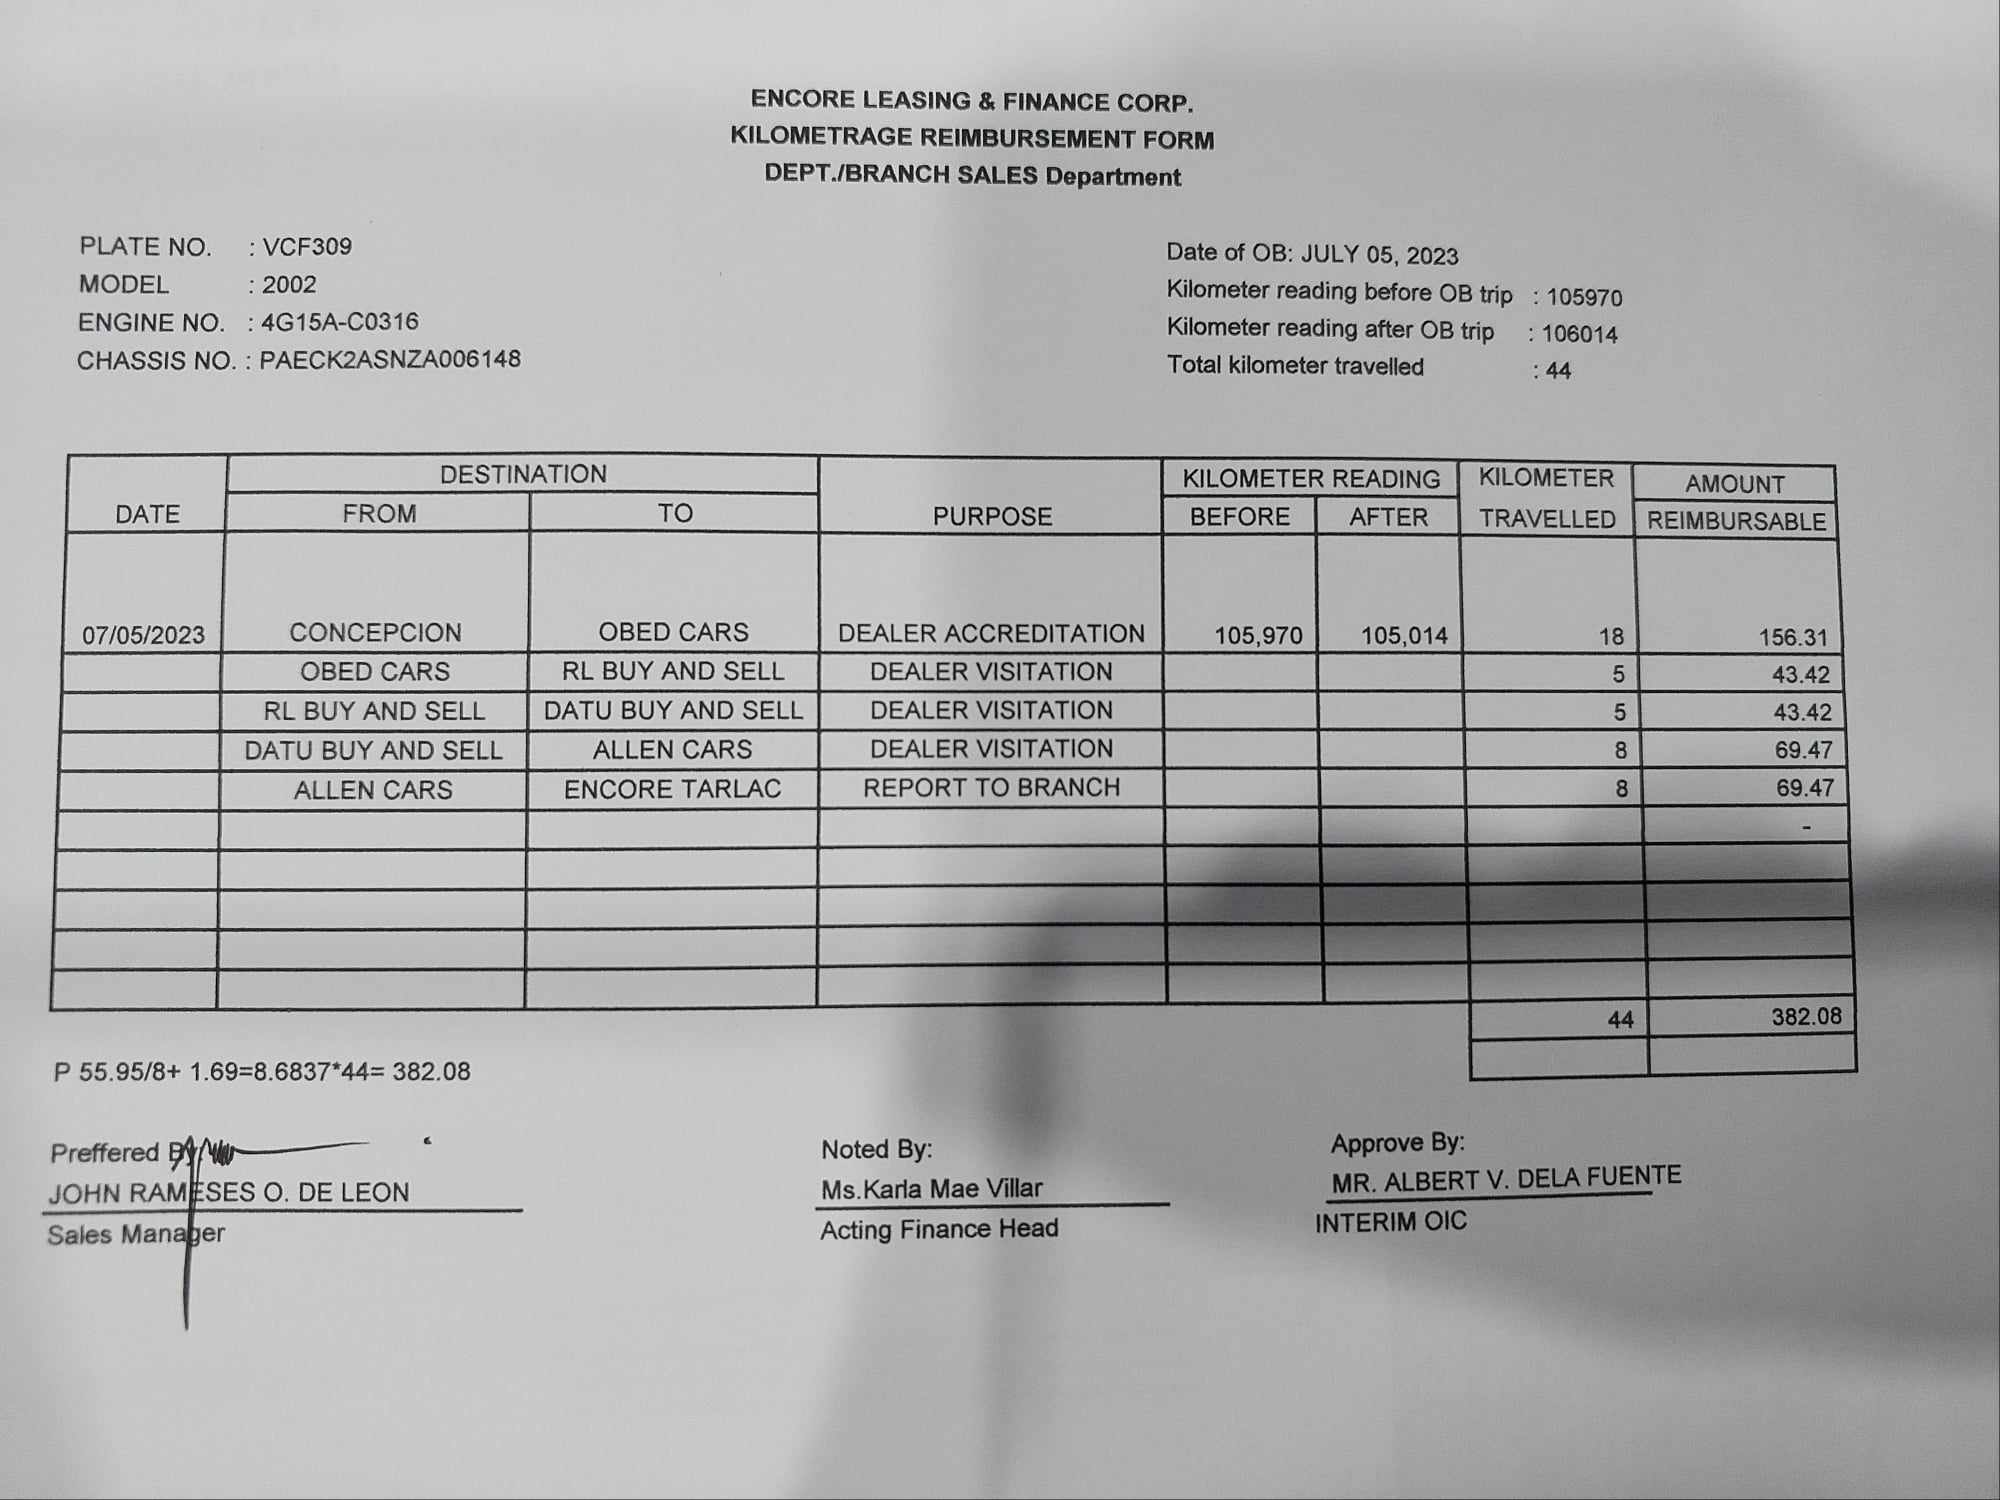 ENCORE LEASING & FINANCE CORP.
KILOMETRAGE REIMBURSEMENT FORM
DEPT./BRANCH SALES Department
PLATE NO. : VCF309
MODEL : 2002
ENGINE NO. : 4G15A-C0316
CHASSIS NO. : PAECK2ASNZA006148
Date of OB: JULY 05, 2023
Kilometer reading before OB trip : 105970
Kilometer reading after OB trip : 106014
Total kilometer travelled : 44
DATE DESTINATION PURPOSE KILOMETER READING KILOMETER TRAVELLED AMOUNT REIMBURSABLE
FROM TO BEFORE AFTER
07/05/2023 CONCEPCION OBED CARS DEALER ACCREDITATION 105,970 105,014 18 156.31
OBED CARS RL BUY AND SELL DEALER VISITATION 5 43.42
RL BUY AND SELL DATU BUY AND SELL DEALER VISITATION 5 43.42
DATU BUY AND SELL ALLEN CARS DEALER VISITATION 8 69.47
ALLEN CARS ENCORE TARLAC REPORT TO BRANCH 8 69.47
-
44 382.08
P 55.95/8+ 1.69=8.6837*44= 382.08
Preffered By
JOHN RAMESES O. DE LEON
Sales Manager
Noted By:
Ms.Karla Mae Villar
Acting Finance Head
Approve By:
MR. ALBERT V. DELA FUENTE
INTERIM OIC